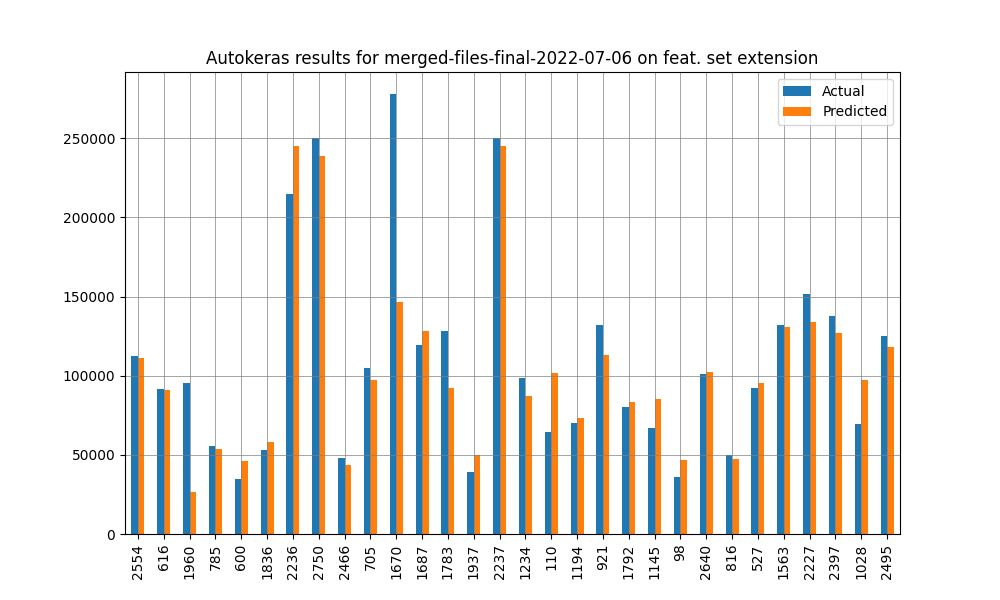 Autokeras results for merged-files-final-2022-07-06 on feat. set extension
Actual
Predicted
250000
200000
150000
100000
50000
0
2554 616 1960 785 600 1836 2236 2750 2466 705 1670 1687 1783 1937 2237 1234 110 1194 921 1792 1145 98 2640 816 527 1563 2227 2397 1028 2495